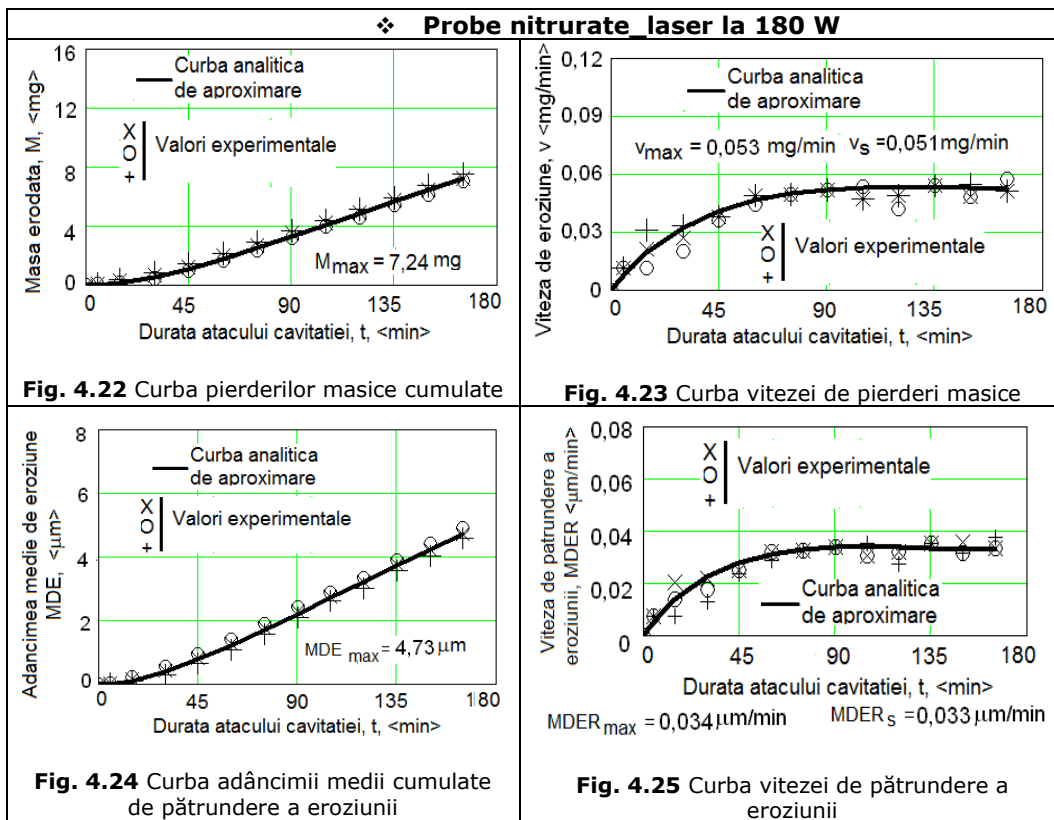 ❖ Probe nitrurate_laser la 180 W
16
12
8
4
0
Masa erodata, M, <mg>
Curba analitica
de aproximare
X
O
+
Valori experimentale
M max = 7,24 mg
0 45 90 135 180
Durata atacului cavitatiei, t, <min>
Fig. 4.22 Curba pierderilor masice cumulate
0,12
0,09
0,06
0,03
0
Viteza de eroziune, v <mg/min>
Curba analitica
de aproximare
v max = 0,053 mg/min v s =0,051mg/min
X
O
+
Valori experimentale
0 45 90 135 180
Durata atacului cavitatiei, t, <min>
Fig. 4.23 Curba vitezei de pierderi masice
8
6
4
2
0
Adancimea medie de eroziune
MDE, <µm>
Curba analitica
de aproximare
X
O
+
Valori experimentale
MDE max = 4,73 µm
0 45 90 135 180
Durata atacului cavitatiei, t, <min>
Fig. 4.24 Curba adâncimii medii cumulate
de pătrundere a eroziunii
0,08
0,06
0,04
0,02
0
Viteza de patrundere a
eroziunii, MDER <µm/min>
X
O
+
Valori experimentale
Curba analitica
de aproximare
0 45 90 135 180
Durata atacului cavitatiei, t, <min>
MDER max = 0,034 µm/min MDER s =0,033 µm/min
Fig. 4.25 Curba vitezei de pătrundere a
eroziunii